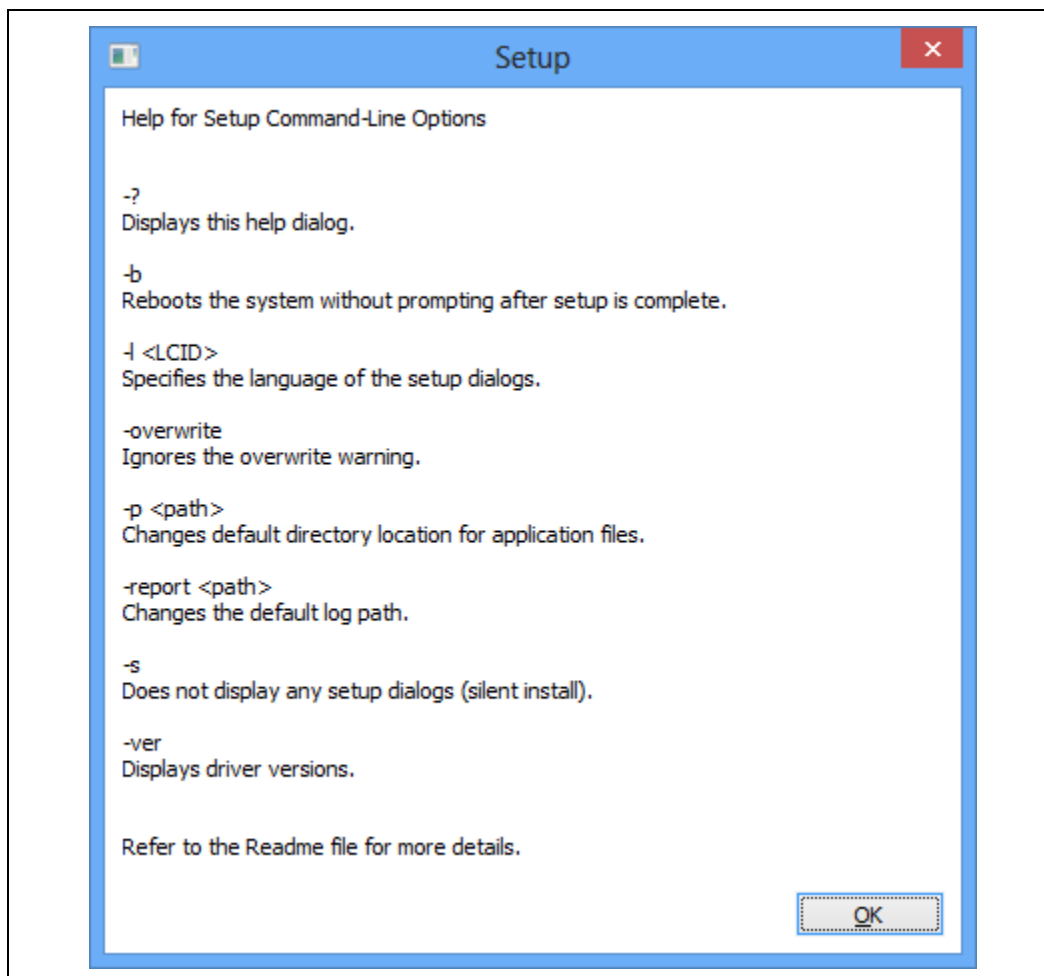 Setup
Help for Setup Command-Line Options
-?
Displays this help dialog.
-b
Reboots the system without prompting after setup is complete.
-l <LCID>
Specifies the language of the setup dialogs.
-overwrite
Ignores the overwrite warning.
-p <path>
Changes default directory location for application files.
-report <path>
Changes the default log path.
-s
Does not display any setup dialogs (silent install).
-ver
Displays driver versions.
Refer to the Readme file for more details.
OK